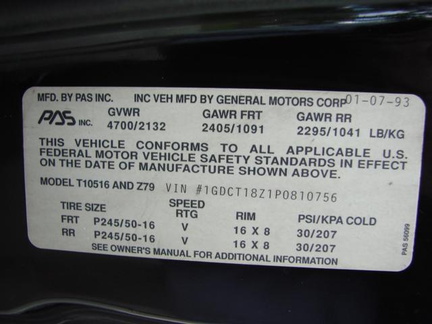 MFD. BY PAS INC. INC VEH MFD BY GENERAL MOTORS CORP 01-07-93
PAS INC. GVWR GAWR FRT GAWR RR
4700/2132 2405/1091 2295/1041 LB/KG
THIS VEHICLE CONFORMS TO ALL APPLICABLE U.S.
FEDERAL MOTOR VEHICLE SAFETY STANDARDS IN EFFECT
ON THE DATE OF MANUFACTURE SHOWN ABOVE.
MODEL T10516 AND Z79 VIN #1GDCT18Z1P0810756
TIRE SIZE SPEED RTG RIM PSI/KPA COLD
FRT P245/50-16 V 16 X 8 30/207
RR P245/50-16 V 16 X 8 30/207
SEE OWNER'S MANUAL FOR ADDITIONAL INFORMATION
PAS 56099